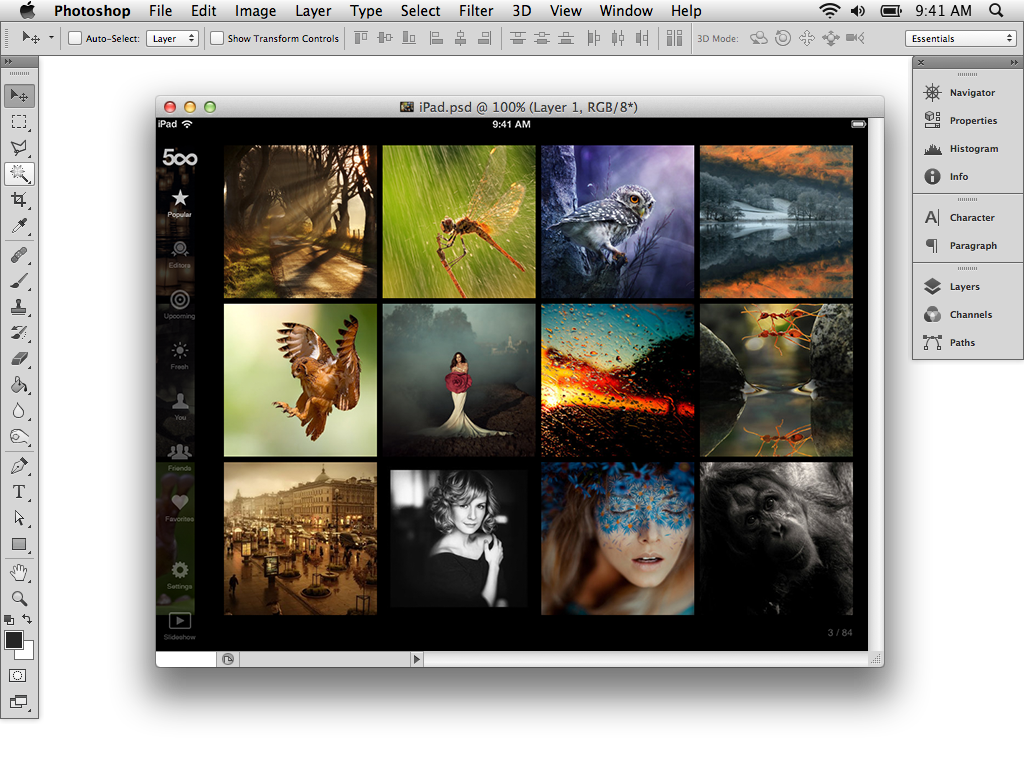 Photoshop File Edit Image Layer Type Select Filter 3D View Window Help 9:41 AM
Auto-Select: Layer Show Transform Controls 3D Mode: Essentials
iPad.psd @ 100% (Layer 1, RGB/8*)
iPad 9:41 AM
500
Popular
Editors
Upcoming
Fresh
You
Friends
Favorites
Settings
Slideshow
3 / 84
T
Navigator
Properties
Histogram
Info
A Character
Paragraph
Layers
Channels
Paths